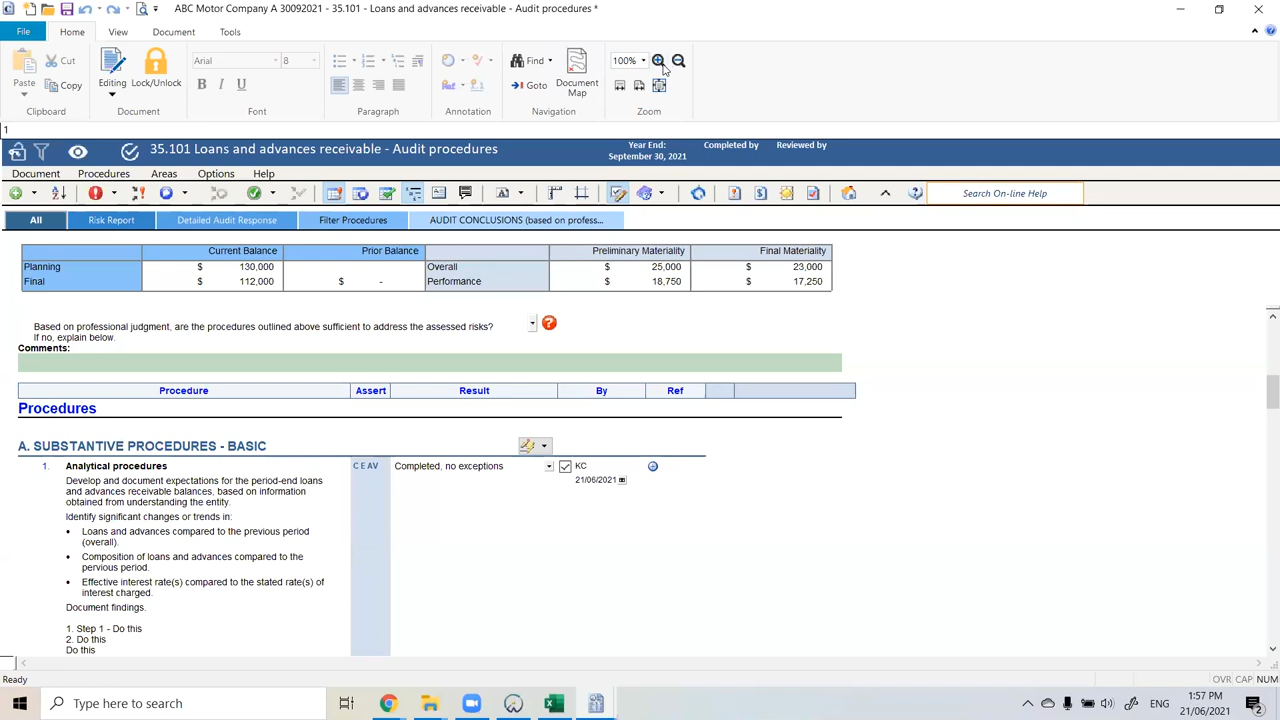 ABC Motor Company A 30092021 - 35.101 - Loans and advances receivable - Audit procedures *
File Home View Document Tools
Paste Cut Copy Editing Lock/Unlock Arial 8 Find Goto Document Map 100%
B I U Ref
Clipboard Document Font Paragraph Annotation Navigation Zoom
1
35.101 Loans and advances receivable - Audit procedures
Year End: Completed by Reviewed by
September 30, 2021
Document Procedures Areas Options Help
Search On-line Help
All Risk Report Detailed Audit Response Filter Procedures AUDIT CONCLUSIONS (based on profess...
Current Balance Prior Balance Preliminary Materiality Final Materiality
Planning $ 130,000 Overall $ 25,000 $ 23,000
Final $ 112,000 $ - Performance $ 18,750 $ 17,250
Based on professional judgment, are the procedures outlined above sufficient to address the assessed risks?
If no, explain below.
Comments:
Procedure Assert Result By Ref
Procedures
A. SUBSTANTIVE PROCEDURES - BASIC
1. Analytical procedures C E A V Completed, no exceptions KC
21/06/2021
Develop and document expectations for the period-end loans
and advances receivable balances, based on information
obtained from understanding the entity.
Identify significant changes or trends in:
• Loans and advances compared to the previous period
(overall).
• Composition of loans and advances compared to the
pervious period.
• Effective interest rate(s) compared to the stated rate(s) of
interest charged.
Document findings.
1. Step 1 - Do this
2. Do this
Do this
Ready OVR CAP NUM
Type here to search
ENG 1:57 PM
21/06/2021 2